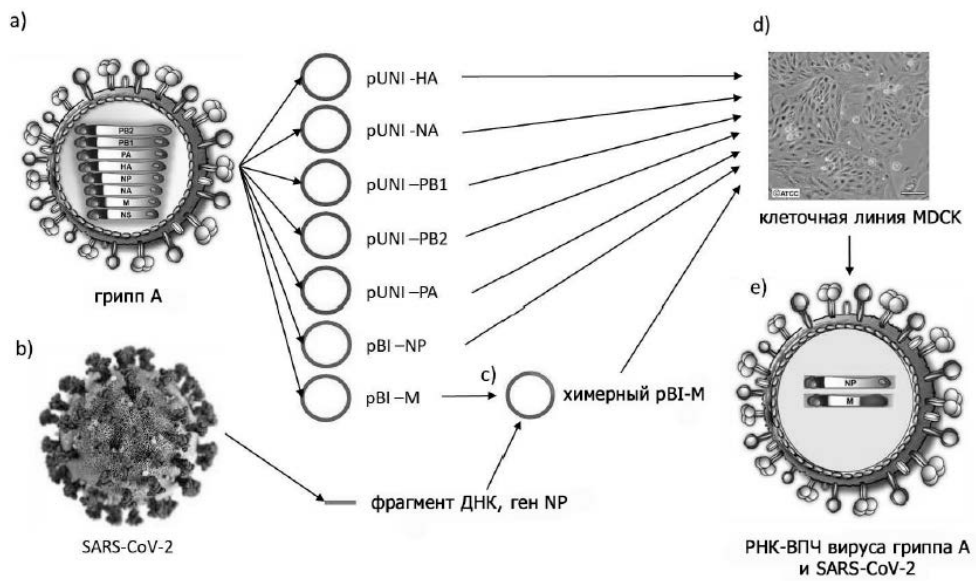 a)
PB2
PB1
PA
HA
NP
NA
M
NS
грипп А
b)
SARS-CoV-2
pUNI -HA
pUNI -NA
pUNI –PB1
pUNI –PB2
pUNI –PA
pBI –NP
pBI –M
c)
химерный pBI-M
фрагмент ДНК, ген NP
d)
©ATCC
клеточная линия MDCK
e)
NP
M
РНК-ВПЧ вируса гриппа А
и SARS-CoV-2